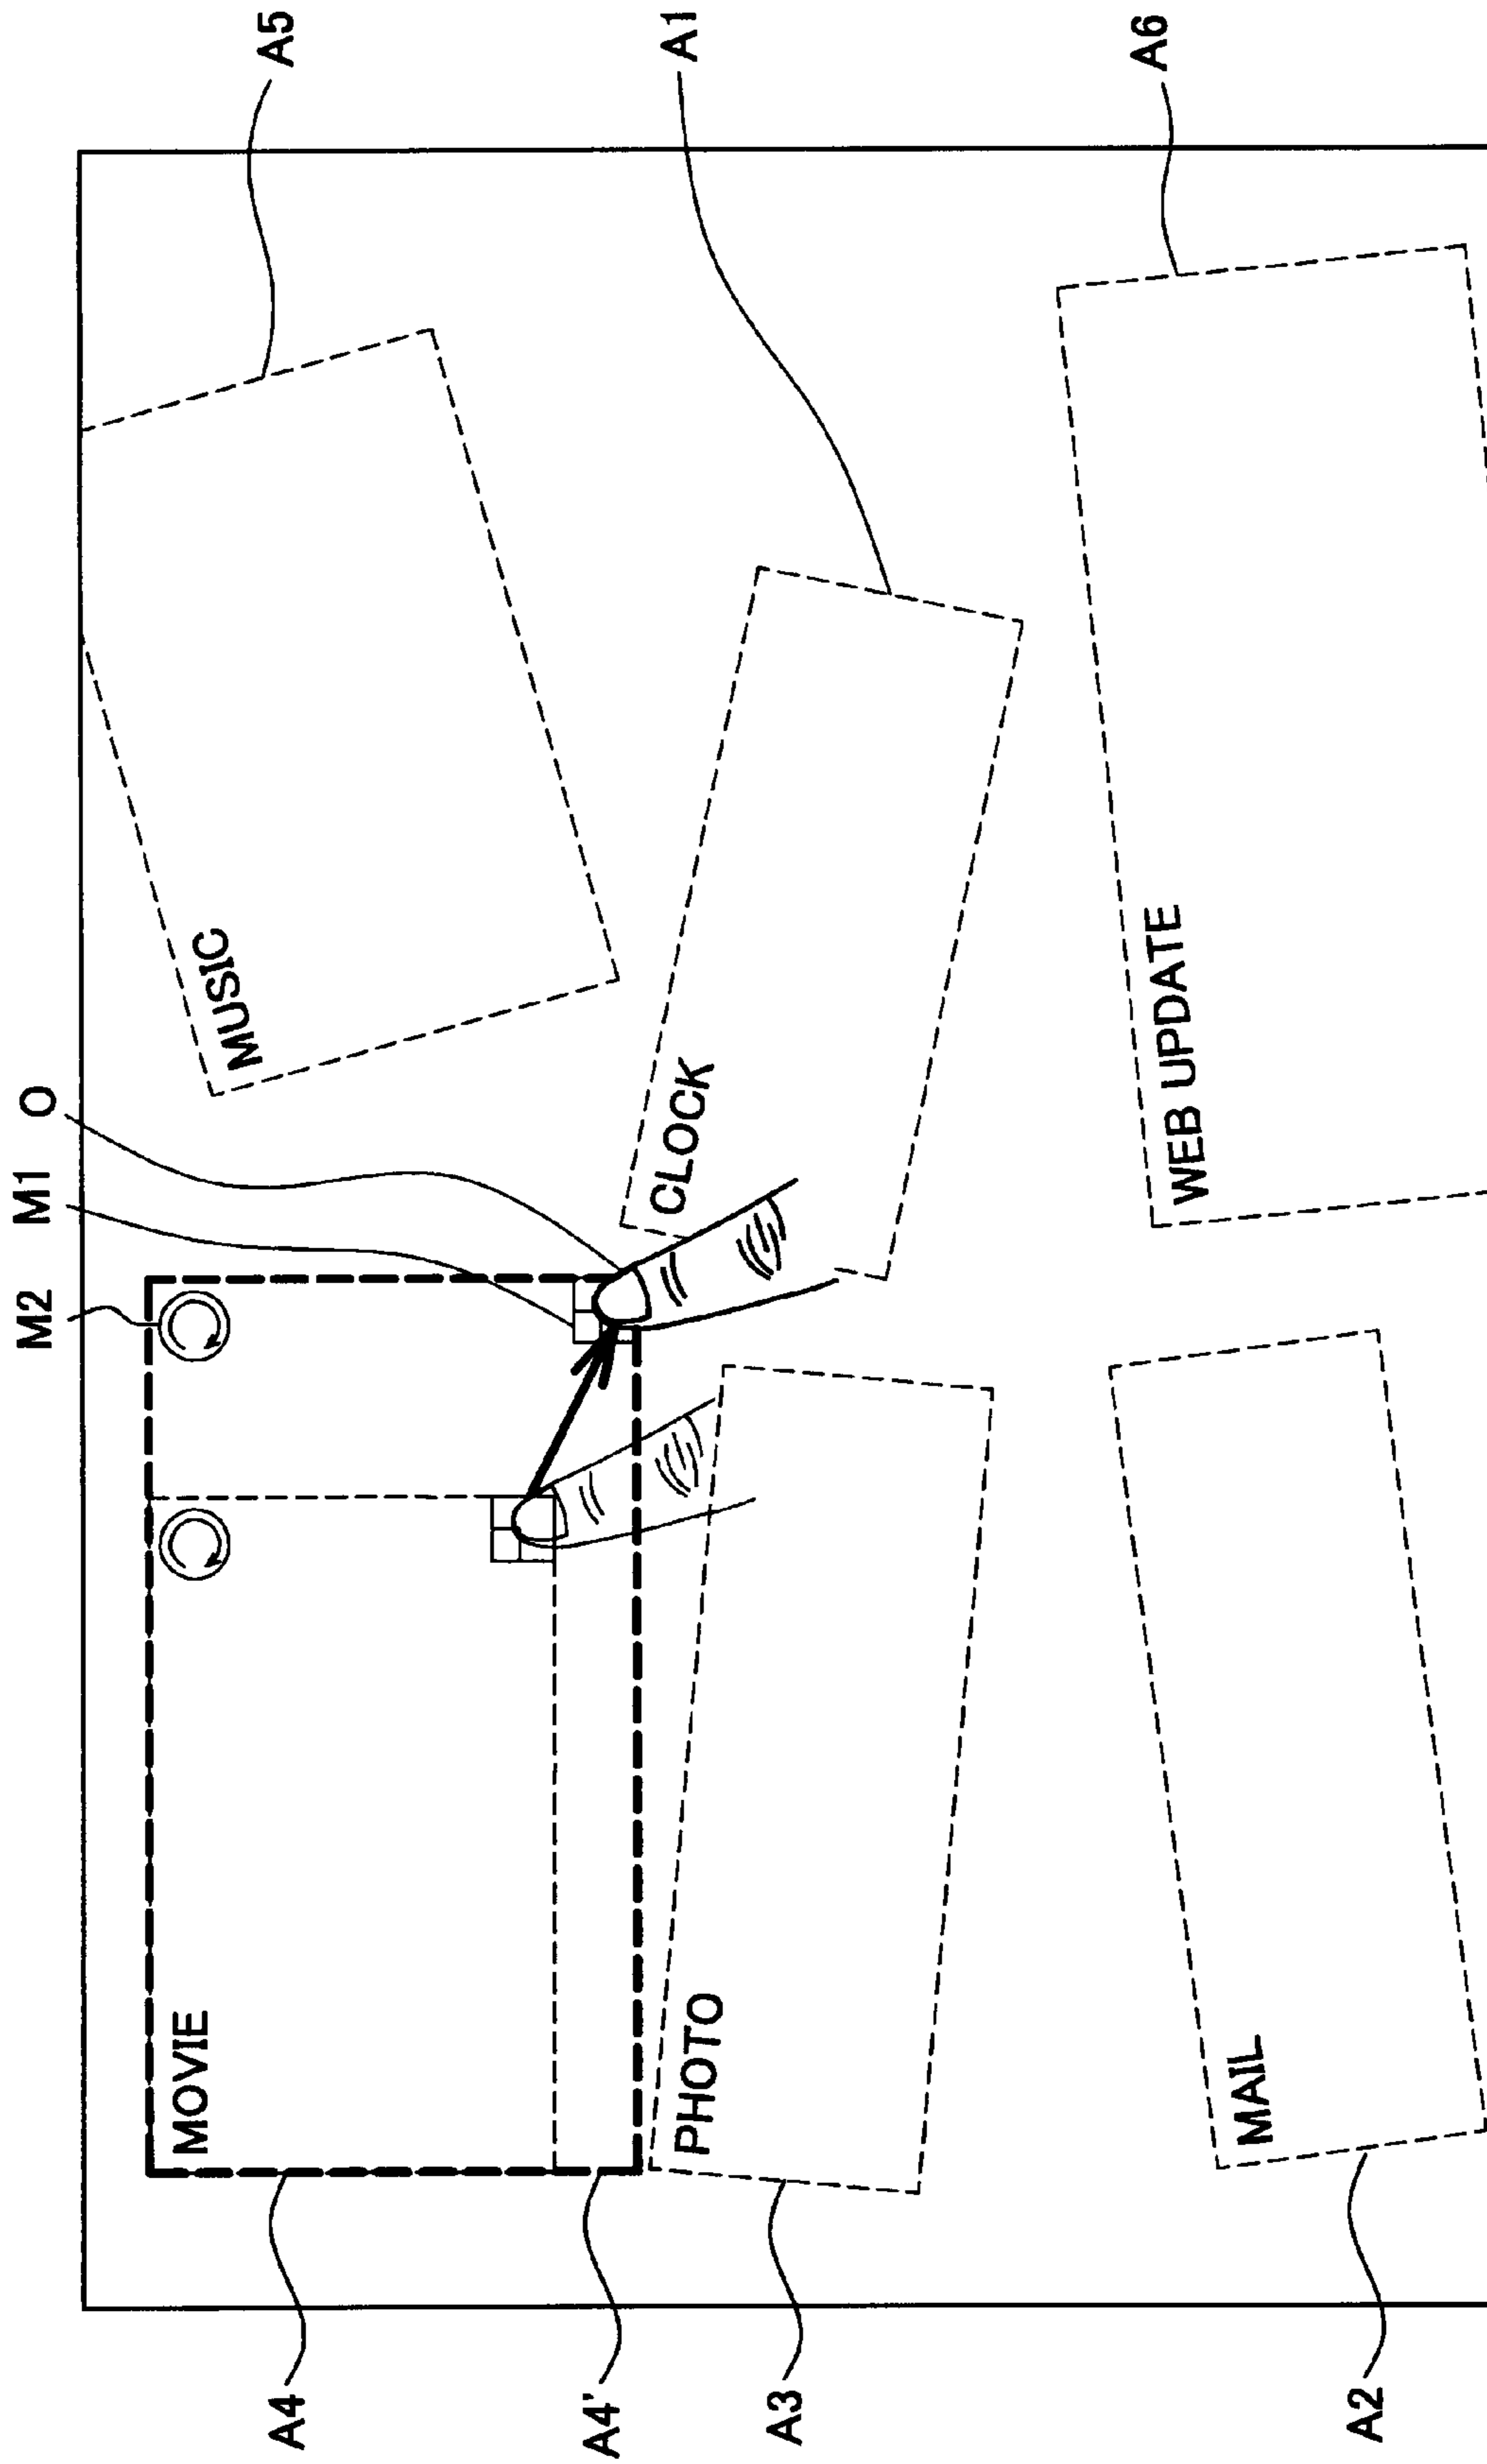 M2
M1
O
A4
MOVIE
MUSIC
A5
A4'
A3
PHOTO
CLOCK
A1
A2
MAIL
WEB UPDATE
A6